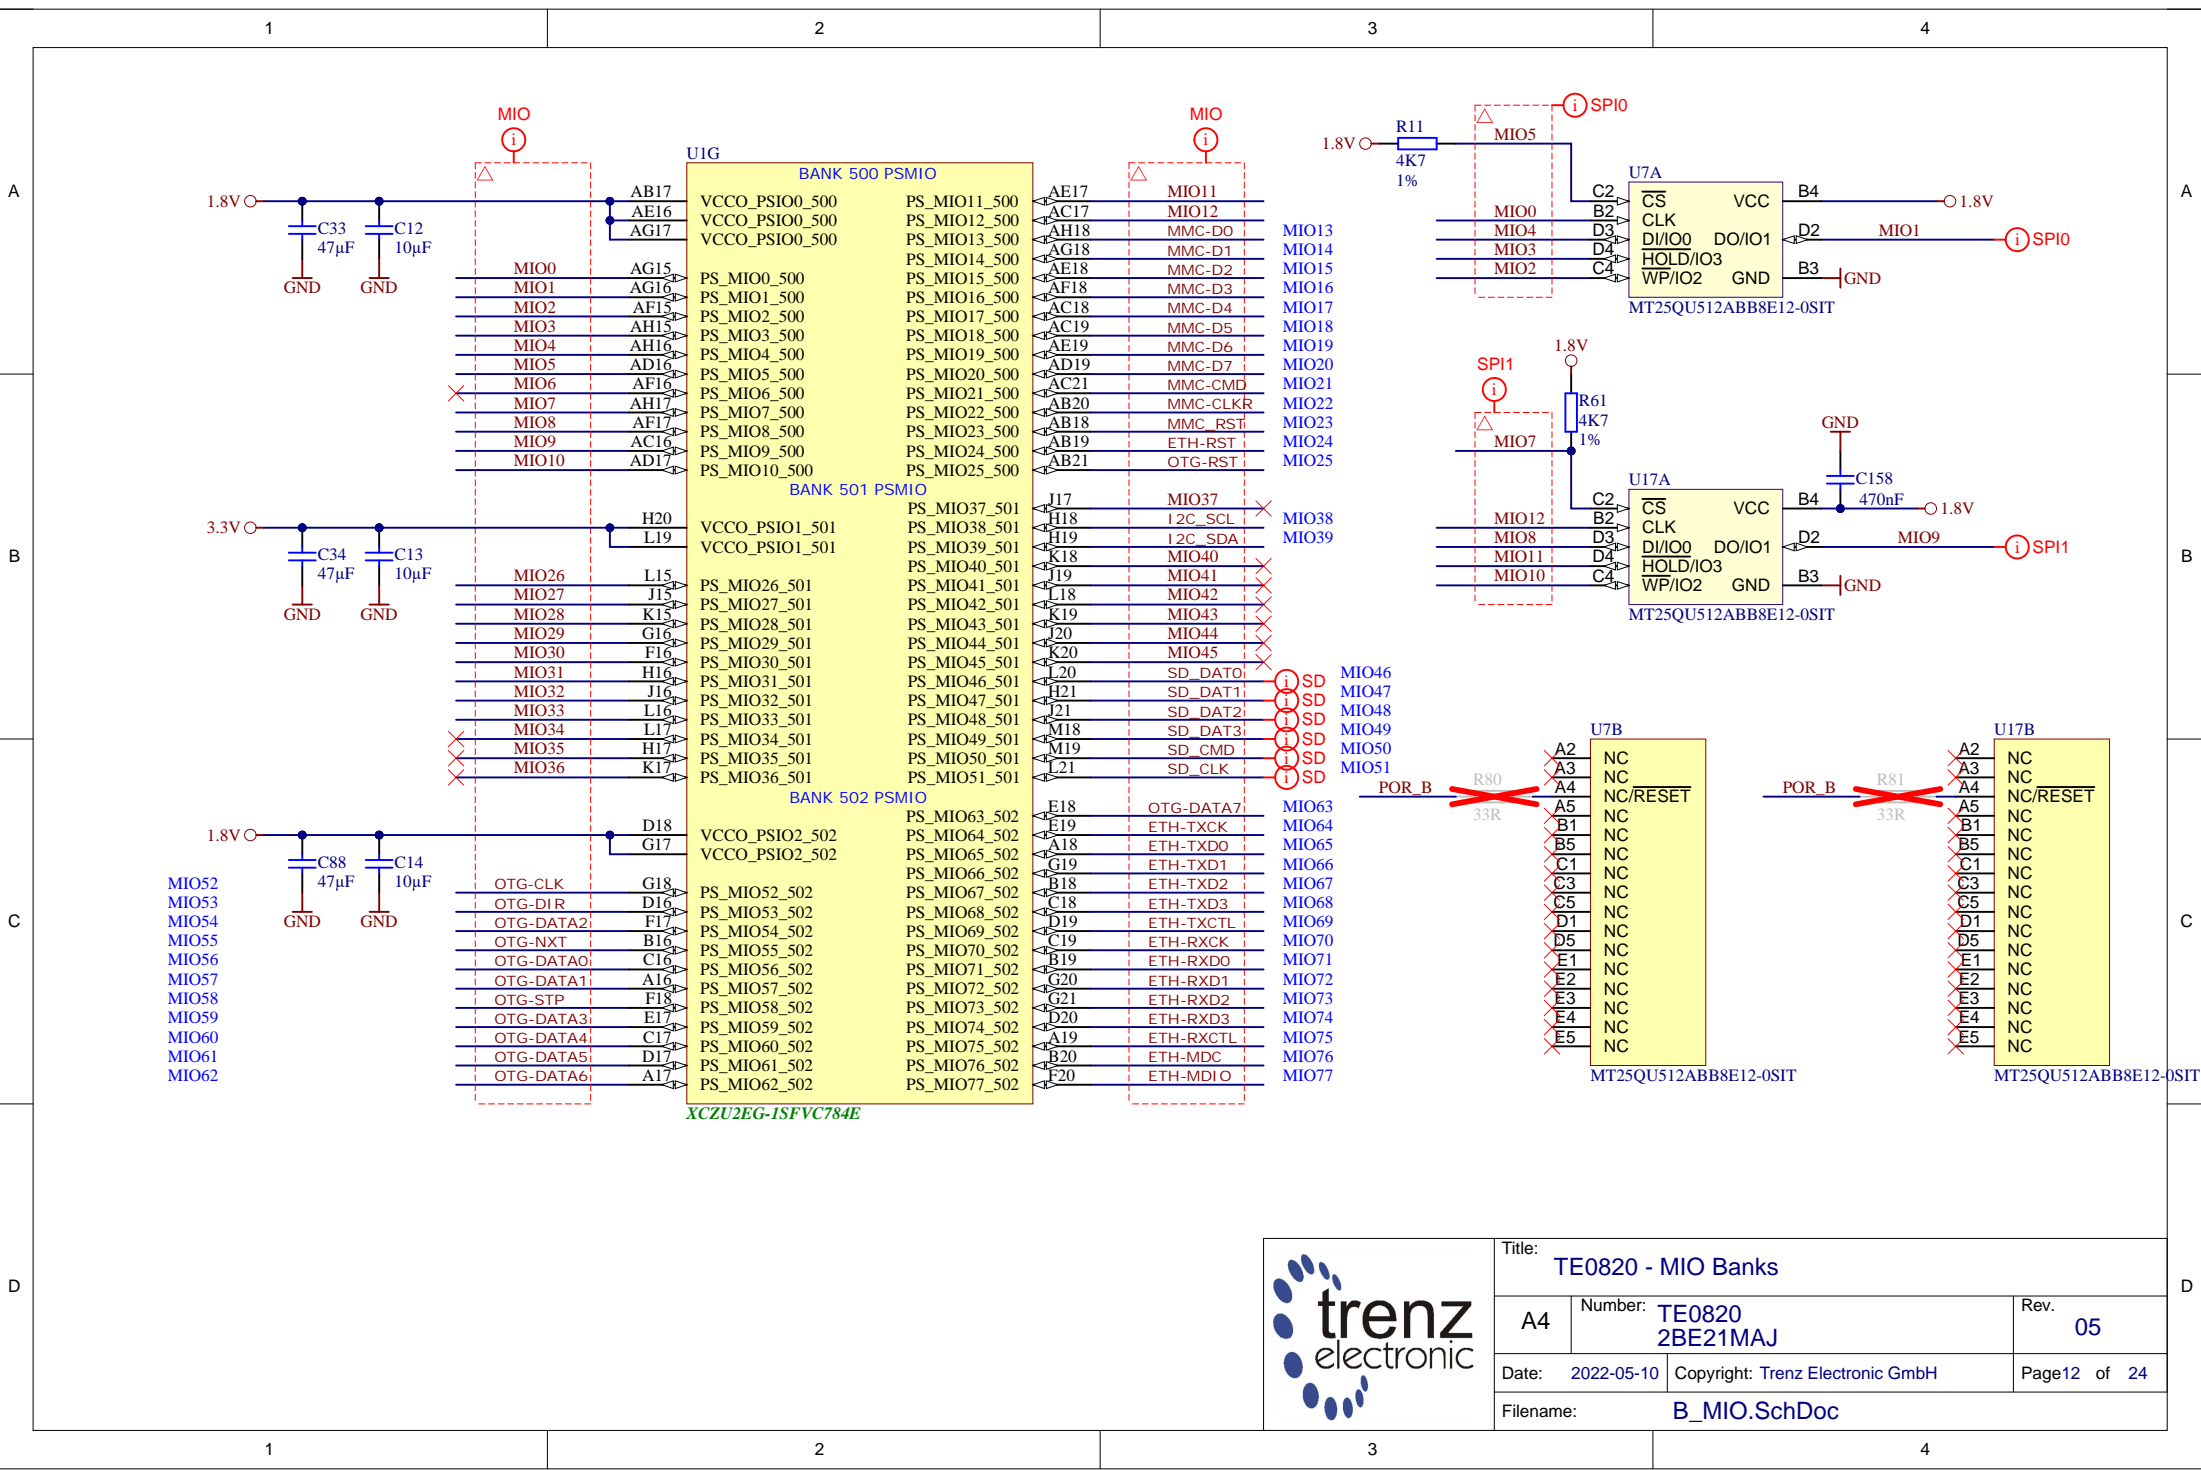 1 2 3 4
A
B
C
D
MIO
MIO
U1G
BANK 500 PSMIO
1.8V
C33
47µF
GND
C12
10µF
GND
AB17 VCCO_PSIO0_500
AE16 VCCO_PSIO0_500
AG17 VCCO_PSIO0_500
MIO0 AG15 PS_MIO0_500
MIO1 AG16 PS_MIO1_500
MIO2 AF15 PS_MIO2_500
MIO3 AH15 PS_MIO3_500
MIO4 AH16 PS_MIO4_500
MIO5 AD16 PS_MIO5_500
MIO6 AF16 PS_MIO6_500
MIO7 AH17 PS_MIO7_500
MIO8 AF17 PS_MIO8_500
MIO9 AC16 PS_MIO9_500
MIO10 AD17 PS_MIO10_500
PS_MIO11_500 AE17 MIO11
PS_MIO12_500 AC17 MIO12
PS_MIO13_500 AH18 MMC-D0 MIO13
PS_MIO14_500 AG18 MMC-D1 MIO14
PS_MIO15_500 AE18 MMC-D2 MIO15
PS_MIO16_500 AF18 MMC-D3 MIO16
PS_MIO17_500 AC18 MMC-D4 MIO17
PS_MIO18_500 AC19 MMC-D5 MIO18
PS_MIO19_500 AE19 MMC-D6 MIO19
PS_MIO20_500 AD19 MMC-D7 MIO20
PS_MIO21_500 AC21 MMC-CMD MIO21
PS_MIO22_500 AB20 MMC-CLKR MIO22
PS_MIO23_500 AB18 MMC_RST MIO23
PS_MIO24_500 AB19 ETH-RST MIO24
PS_MIO25_500 AB21 OTG-RST MIO25
BANK 501 PSMIO
3.3V
C34
47µF
GND
C13
10µF
GND
H20 VCCO_PSIO1_501
L19 VCCO_PSIO1_501
MIO26 L15 PS_MIO26_501
MIO27 J15 PS_MIO27_501
MIO28 K15 PS_MIO28_501
MIO29 G16 PS_MIO29_501
MIO30 F16 PS_MIO30_501
MIO31 H16 PS_MIO31_501
MIO32 J16 PS_MIO32_501
MIO33 L16 PS_MIO33_501
MIO34 L17 PS_MIO34_501
MIO35 H17 PS_MIO35_501
MIO36 K17 PS_MIO36_501
PS_MIO37_501 J17 MIO37
PS_MIO38_501 H18 I2C_SCL MIO38
PS_MIO39_501 H19 I2C_SDA MIO39
PS_MIO40_501 K18 MIO40
PS_MIO41_501 J19 MIO41
PS_MIO42_501 L18 MIO42
PS_MIO43_501 K19 MIO43
PS_MIO44_501 J20 MIO44
PS_MIO45_501 K20 MIO45
PS_MIO46_501 L20 SD_DAT0 SD MIO46
PS_MIO47_501 H21 SD_DAT1 SD MIO47
PS_MIO48_501 J21 SD_DAT2 SD MIO48
PS_MIO49_501 M18 SD_DAT3 SD MIO49
PS_MIO50_501 M19 SD_CMD SD MIO50
PS_MIO51_501 L21 SD_CLK SD MIO51
BANK 502 PSMIO
1.8V
C88
47µF
GND
C14
10µF
GND
D18 VCCO_PSIO2_502
G17 VCCO_PSIO2_502
MIO52 OTG-CLK G18 PS_MIO52_502
MIO53 OTG-DIR D16 PS_MIO53_502
MIO54 OTG-DATA2 F17 PS_MIO54_502
MIO55 OTG-NXT B16 PS_MIO55_502
MIO56 OTG-DATA0 C16 PS_MIO56_502
MIO57 OTG-DATA1 A16 PS_MIO57_502
MIO58 OTG-STP F18 PS_MIO58_502
MIO59 OTG-DATA3 E17 PS_MIO59_502
MIO60 OTG-DATA4 C17 PS_MIO60_502
MIO61 OTG-DATA5 D17 PS_MIO61_502
MIO62 OTG-DATA6 A17 PS_MIO62_502
PS_MIO63_502 E18 OTG-DATA7 MIO63
PS_MIO64_502 E19 ETH-TXCK MIO64
PS_MIO65_502 A18 ETH-TXD0 MIO65
PS_MIO66_502 G19 ETH-TXD1 MIO66
PS_MIO67_502 B18 ETH-TXD2 MIO67
PS_MIO68_502 C18 ETH-TXD3 MIO68
PS_MIO69_502 D19 ETH-TXCTL MIO69
PS_MIO70_502 C19 ETH-RXCK MIO70
PS_MIO71_502 B19 ETH-RXD0 MIO71
PS_MIO72_502 G20 ETH-RXD1 MIO72
PS_MIO73_502 G21 ETH-RXD2 MIO73
PS_MIO74_502 D20 ETH-RXD3 MIO74
PS_MIO75_502 A19 ETH-RXCTL MIO75
PS_MIO76_502 B20 ETH-MDC MIO76
PS_MIO77_502 F20 ETH-MDIO MIO77
XCZU2EG-1SFVC784E
SPI0
1.8V
R11
4K7
1%
MIO5
U7A
C2 CS VCC B4 1.8V
MIO0 B2 CLK
MIO4 D3 DI/IO0 DO/IO1 D2 MIO1 SPI0
MIO3 D4 HOLD/IO3
MIO2 C4 WP/IO2 GND B3 GND
MT25QU512ABB8E12-0SIT
1.8V
SPI1
R61
4K7
1%
MIO7
GND
C158
470nF
U17A
C2 CS VCC B4 1.8V
MIO12 B2 CLK
MIO8 D3 DI/IO0 DO/IO1 D2 MIO9 SPI1
MIO11 D4 HOLD/IO3
MIO10 C4 WP/IO2 GND B3 GND
MT25QU512ABB8E12-0SIT
U7B
A2 NC
A3 NC
POR_B R80 33R A4 NC/RESET
A5 NC
B1 NC
B5 NC
C1 NC
C3 NC
C5 NC
D1 NC
D5 NC
E1 NC
E2 NC
E3 NC
E4 NC
E5 NC
MT25QU512ABB8E12-0SIT
U17B
A2 NC
A3 NC
POR_B R81 33R A4 NC/RESET
A5 NC
B1 NC
B5 NC
C1 NC
C3 NC
C5 NC
D1 NC
D5 NC
E1 NC
E2 NC
E3 NC
E4 NC
E5 NC
MT25QU512ABB8E12-0SIT
trenz
electronic
Title:
TE0820 - MIO Banks
A4
Number: TE0820
2BE21MAJ
Rev.
05
Date: 2022-05-10
Copyright: Trenz Electronic GmbH
Page12 of 24
Filename: B_MIO.SchDoc
A
B
C
D
1 2 3 4